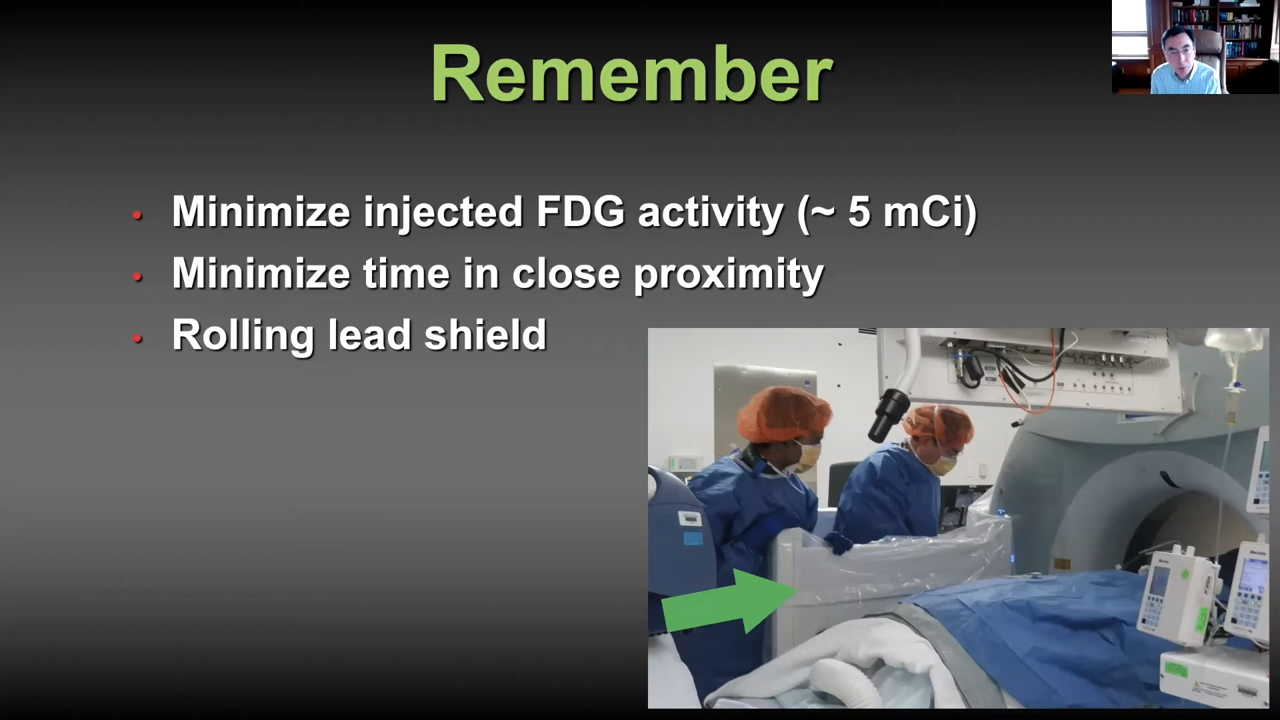 Remember
• Minimize injected FDG activity (~ 5 mCi)
• Minimize time in close proximity
• Rolling lead shield